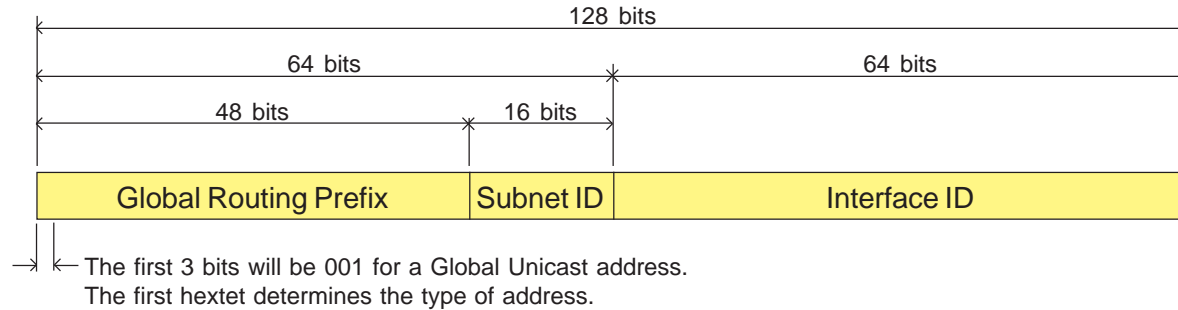 128 bits
64 bits 64 bits
48 bits 16 bits
Global Routing Prefix Subnet ID Interface ID
The first 3 bits will be 001 for a Global Unicast address.
The first hextet determines the type of address.